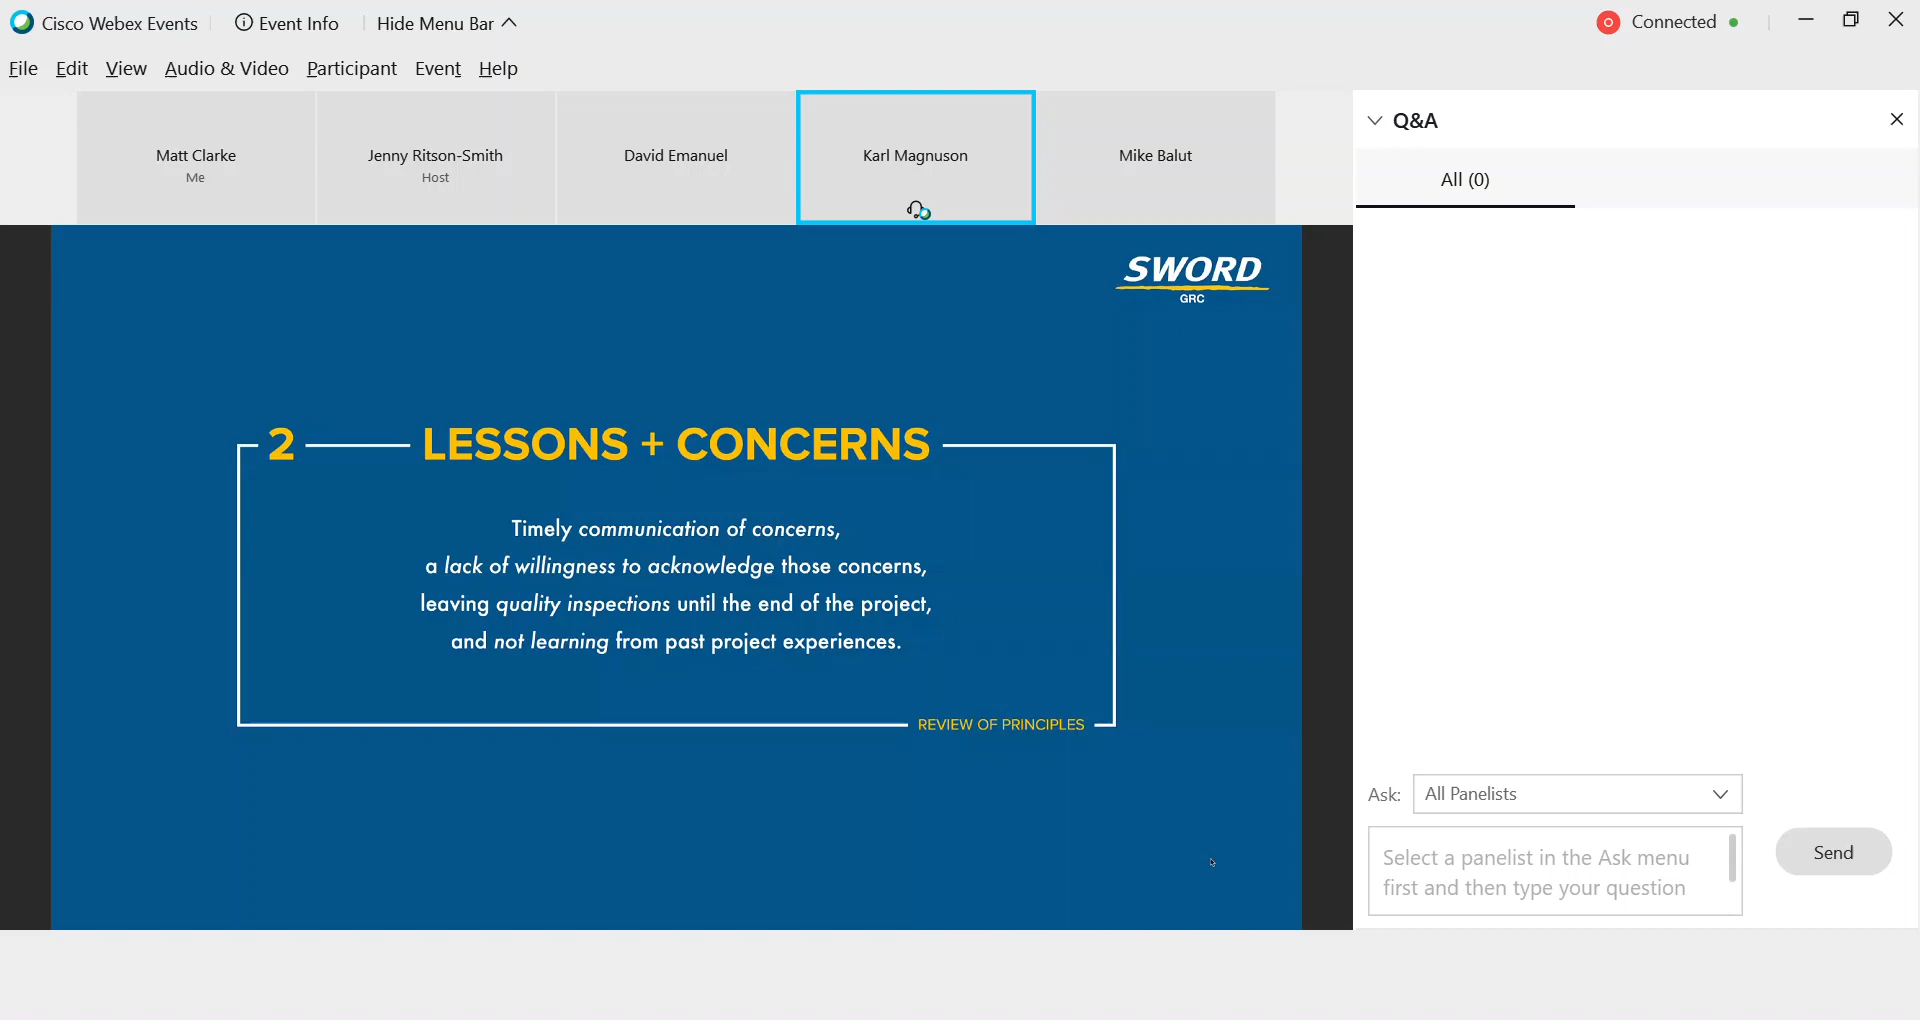 Cisco Webex Events
Event Info
Hide Menu Bar
Connected
File Edit View Audio & Video Participant Event Help
Matt Clarke
Me
Jenny Ritson-Smith
Host
David Emanuel
Karl Magnuson
Mike Balut
SWORD
GRC
2 LESSONS + CONCERNS
Timely communication of concerns,
a lack of willingness to acknowledge those concerns,
leaving quality inspections until the end of the project,
and not learning from past project experiences.
REVIEW OF PRINCIPLES
Q&A
All (0)
Ask: All Panelists
Select a panelist in the Ask menu
first and then type your question
Send